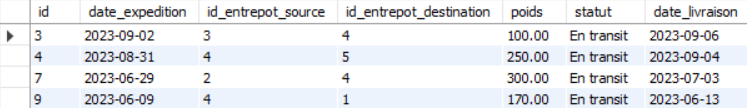 id date_expedition id_entrepot_source id_entrepot_destination poids statut date_livraison
3 2023-09-02 3 4 100.00 En transit 2023-09-06
4 2023-08-31 4 5 250.00 En transit 2023-09-04
7 2023-06-29 2 4 300.00 En transit 2023-07-03
9 2023-06-09 4 1 170.00 En transit 2023-06-13